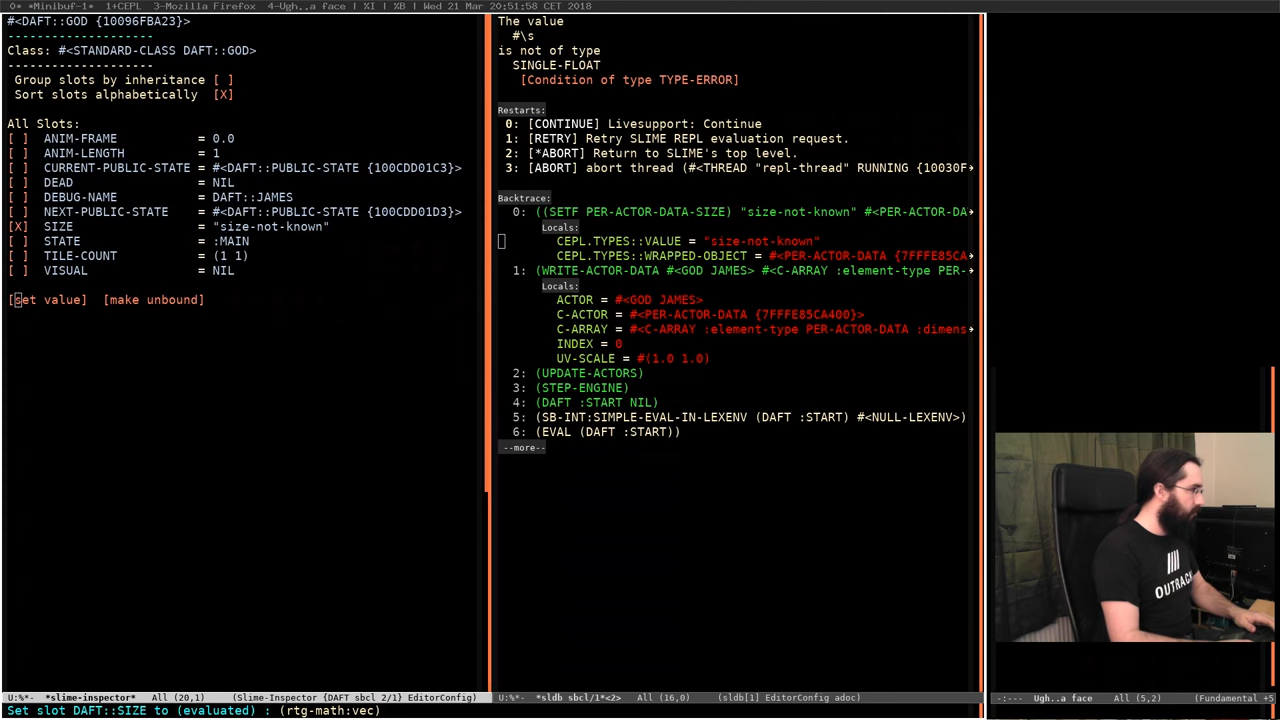 0* *Minibuf-1* 1+CEPL 3-Mozilla Firefox 4-Ugh..a face | %I | %B | Wed 21 Mar 20:51:58 CET 2018
#<DAFT::GOD {10096FBA23}>
--------------------
Class: #<STANDARD-CLASS DAFT::GOD>
--------------------
Group slots by inheritance [ ]
Sort slots alphabetically [X]
All Slots:
[ ] ANIM-FRAME = 0.0
[ ] ANIM-LENGTH = 1
[ ] CURRENT-PUBLIC-STATE = #<DAFT::PUBLIC-STATE {100CDD01C3}>
[ ] DEAD = NIL
[ ] DEBUG-NAME = DAFT::JAMES
[ ] NEXT-PUBLIC-STATE = #<DAFT::PUBLIC-STATE {100CDD01D3}>
[X] SIZE = "size-not-known"
[ ] STATE = :MAIN
[ ] TILE-COUNT = (1 1)
[ ] VISUAL = NIL
[set value] [make unbound]
U:%*- *slime-inspector* All (20,1) (Slime-Inspector {DAFT sbcl 2/1} EditorConfig)
Set slot DAFT::SIZE to (evaluated) : (rtg-math:vec)
The value
#\s
is not of type
SINGLE-FLOAT
[Condition of type TYPE-ERROR]
Restarts:
0: [CONTINUE] Livesupport: Continue
1: [RETRY] Retry SLIME REPL evaluation request.
2: [*ABORT] Return to SLIME's top level.
3: [ABORT] abort thread (#<THREAD "repl-thread" RUNNING {10030F→
Backtrace:
0: ((SETF PER-ACTOR-DATA-SIZE) "size-not-known" #<PER-ACTOR-DA→
Locals:
CEPL.TYPES::VALUE = "size-not-known"
CEPL.TYPES::WRAPPED-OBJECT = #<PER-ACTOR-DATA {7FFFE85CA→
1: (WRITE-ACTOR-DATA #<GOD JAMES> #<C-ARRAY :element-type PER-→
Locals:
ACTOR = #<GOD JAMES>
C-ACTOR = #<PER-ACTOR-DATA {7FFFE85CA400}>
C-ARRAY = #<C-ARRAY :element-type PER-ACTOR-DATA :dimens→
INDEX = 0
UV-SCALE = #(1.0 1.0)
2: (UPDATE-ACTORS)
3: (STEP-ENGINE)
4: (DAFT :START NIL)
5: (SB-INT:SIMPLE-EVAL-IN-LEXENV (DAFT :START) #<NULL-LEXENV>)
6: (EVAL (DAFT :START))
--more--
U:%*- *sldb sbcl/1*<2> All (16,0) (sldb[1] EditorConfig adoc)
OUTRACK
-:--- Ugh..a face All (5,2) (Fundamental +5